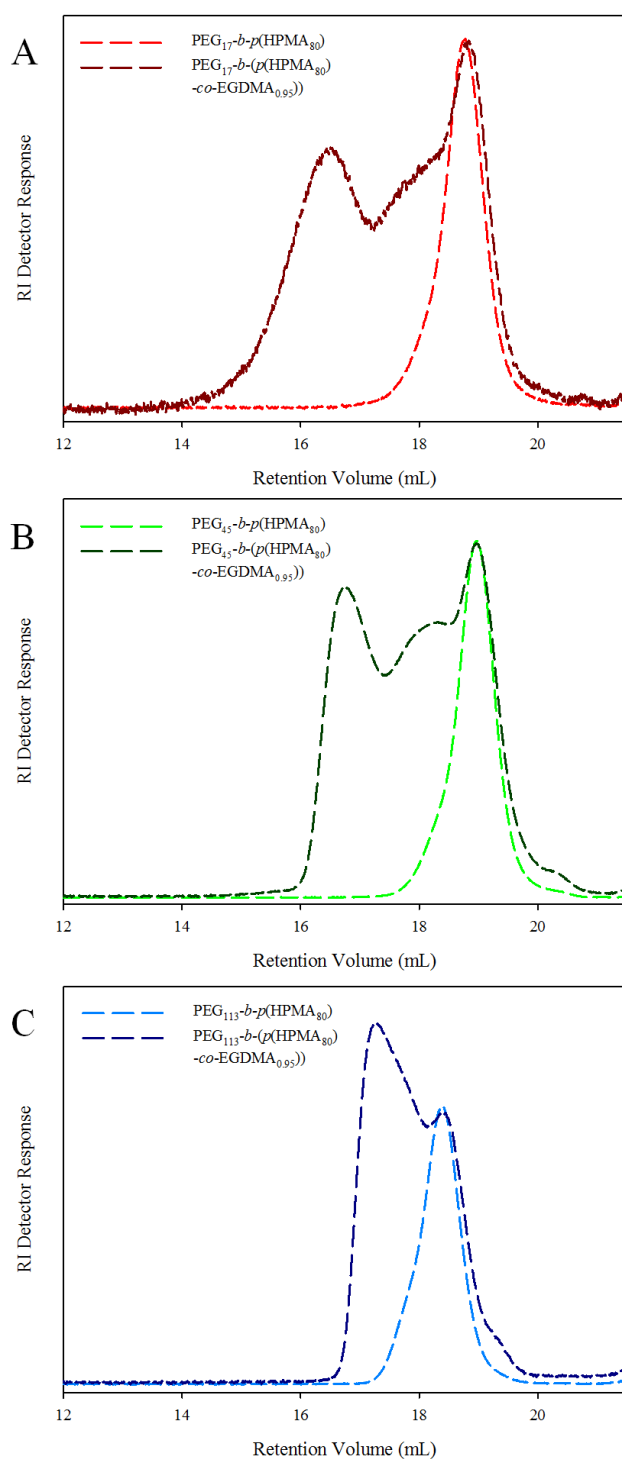 A
PEG₁₇-b-p(HPMA₈₀)
PEG₁₇-b-(p(HPMA₈₀)
-co-EGDMA₀.₉₅))
RI Detector Response
12 14 16 18 20
Retention Volume (mL)
B
PEG₄₅-b-p(HPMA₈₀)
PEG₄₅-b-(p(HPMA₈₀)
-co-EGDMA₀.₉₅))
RI Detector Response
12 14 16 18 20
Retention Volume (mL)
C
PEG₁₁₃-b-p(HPMA₈₀)
PEG₁₁₃-b-(p(HPMA₈₀)
-co-EGDMA₀.₉₅))
RI Detector Response
12 14 16 18 20
Retention Volume (mL)